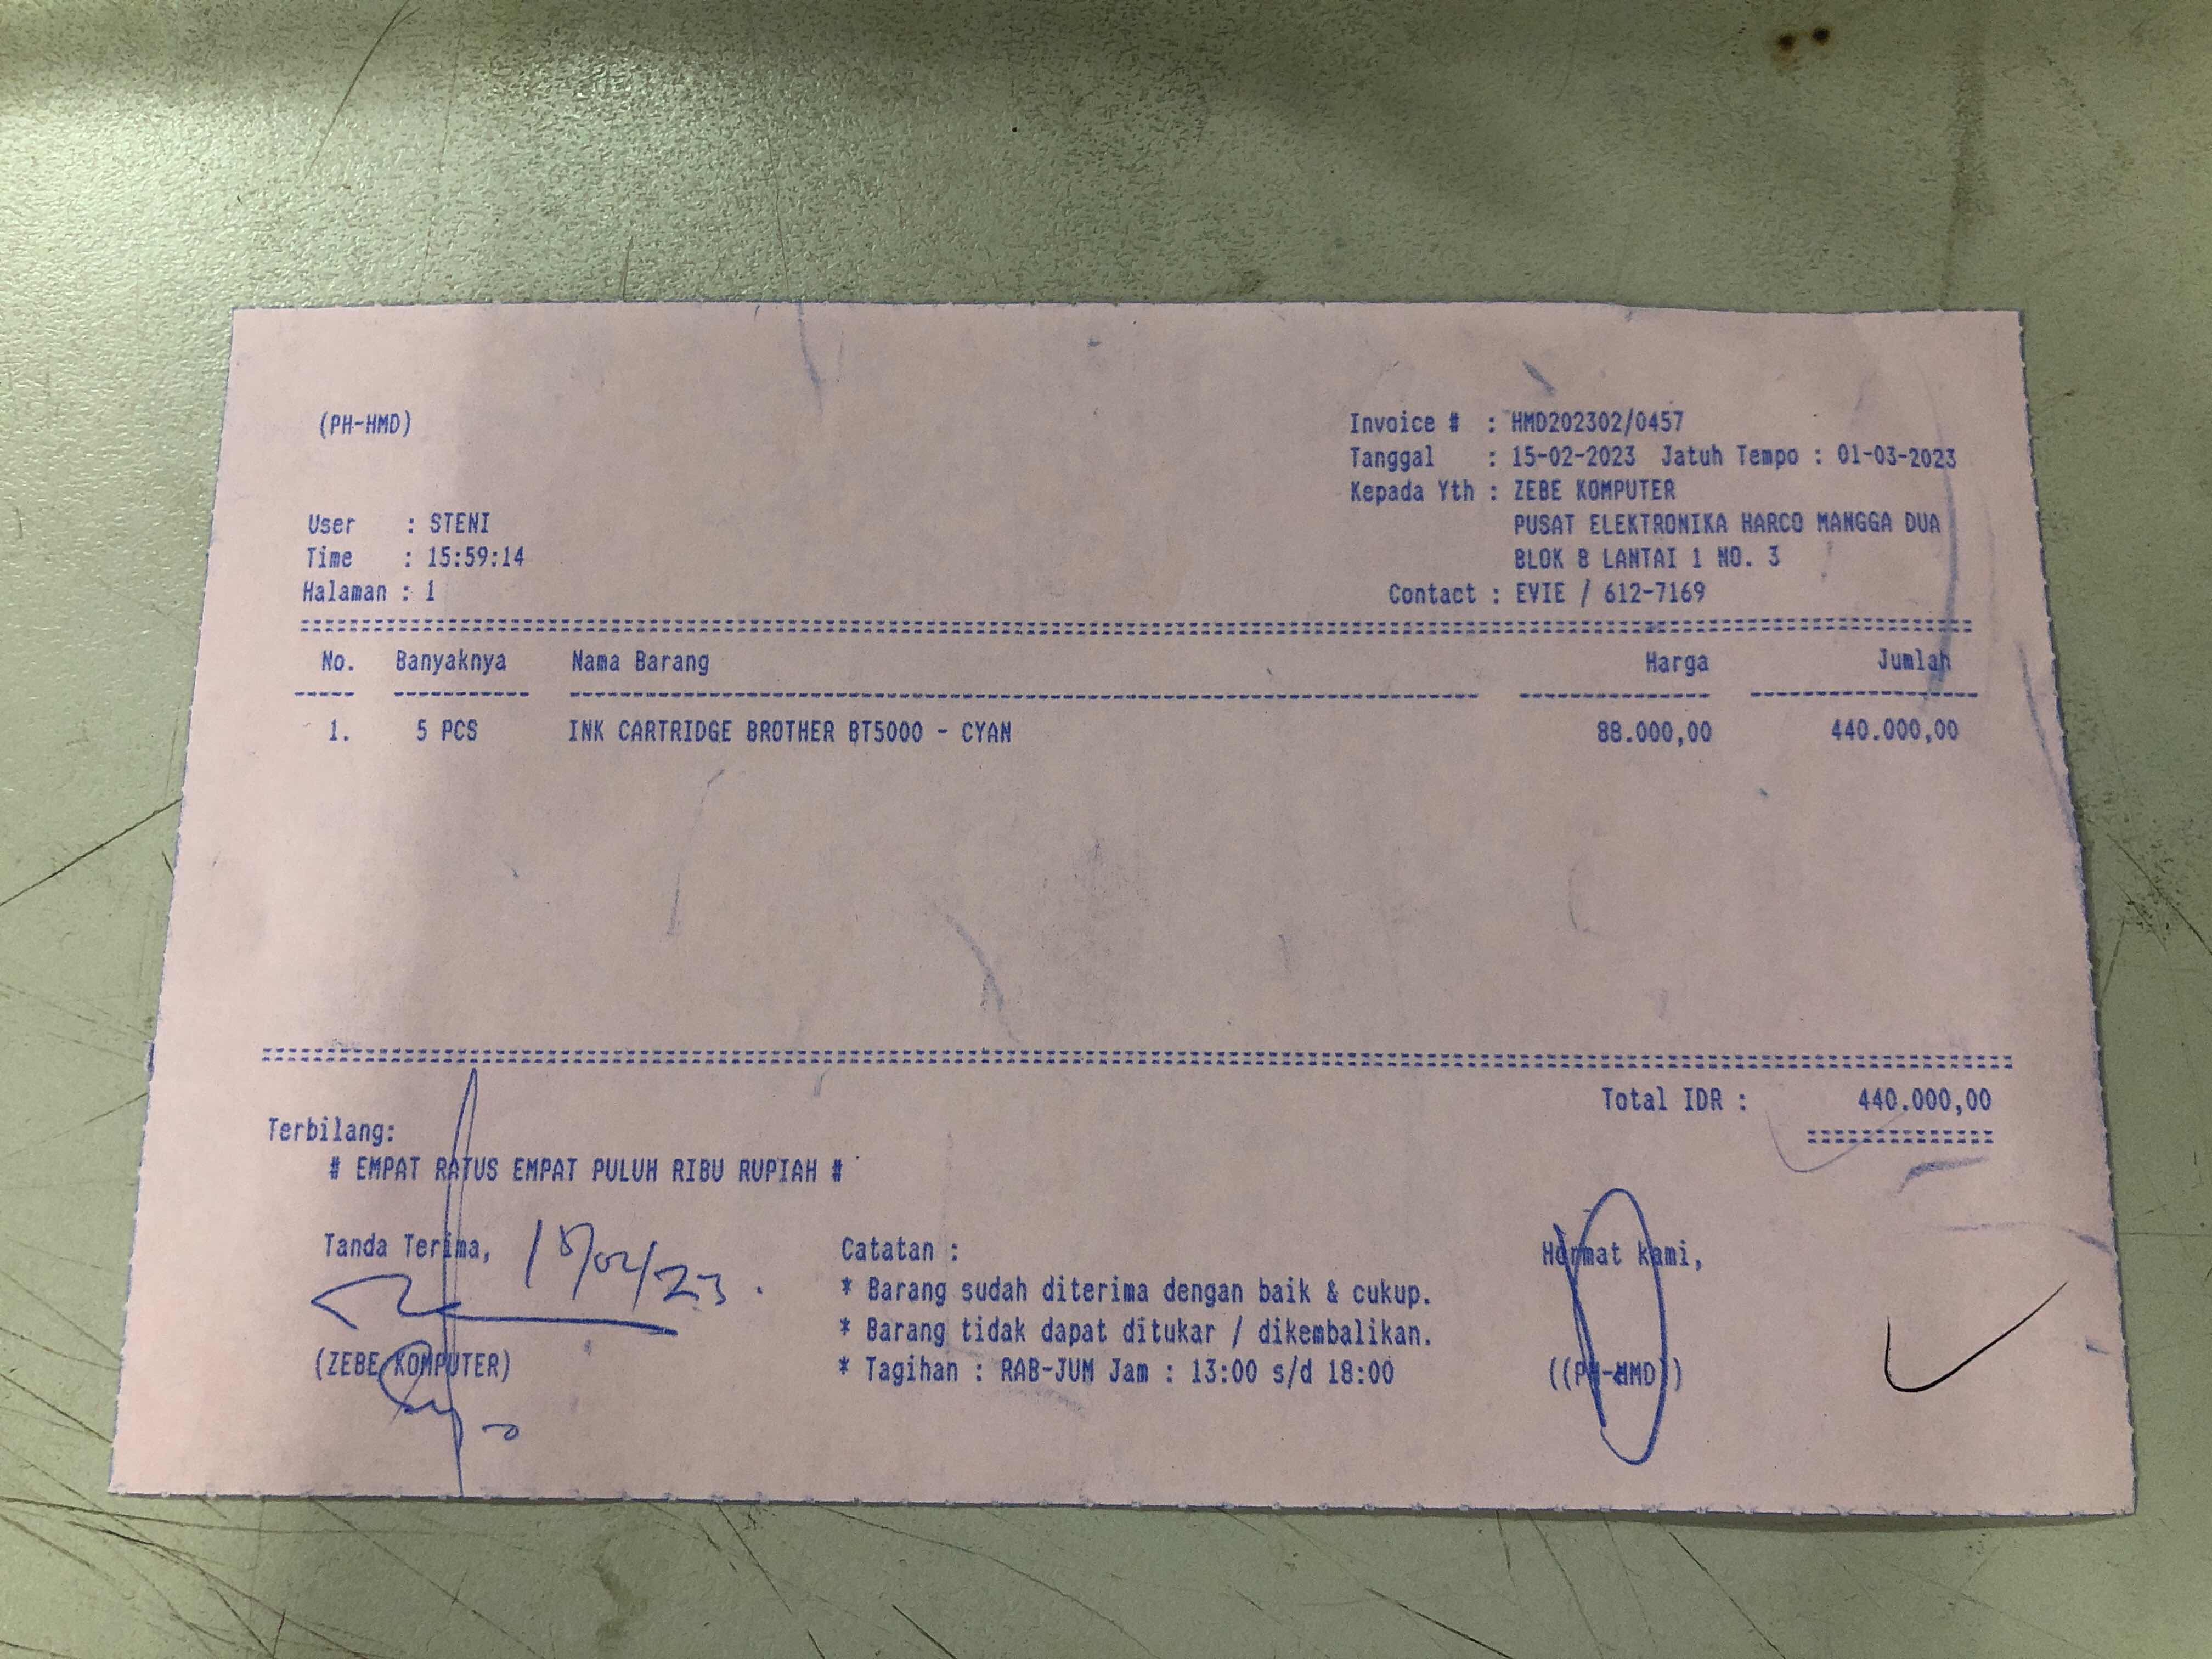 (PH-HMD)
Invoice # : HMD202302/0457
Tanggal : 15-02-2023 Jatuh Tempo : 01-03-2023
Kepada Yth : ZEBE KOMPUTER
User : STENI PUSAT ELEKTRONIKA HARCO MANGGA DUA
Time : 15:59:14 BLOK B LANTAI 1 NO. 3
Halaman : 1 Contact : EVIE / 612-7169
No. Banyaknya Nama Barang Harga Jumlah
1. 5 PCS INK CARTRIDGE BROTHER BT5000 - CYAN 88.000,00 440.000,00
Total IDR : 440.000,00
Terbilang:
# EMPAT RATUS EMPAT PULUH RIBU RUPIAH #
Tanda Terima, Catatan : Hormat kami,
* Barang sudah diterima dengan baik & cukup.
* Barang tidak dapat ditukar / dikembalikan.
(ZEBE KOMPUTER) * Tagihan : RAB-JUM Jam : 13:00 s/d 18:00 ((PH-HMD))